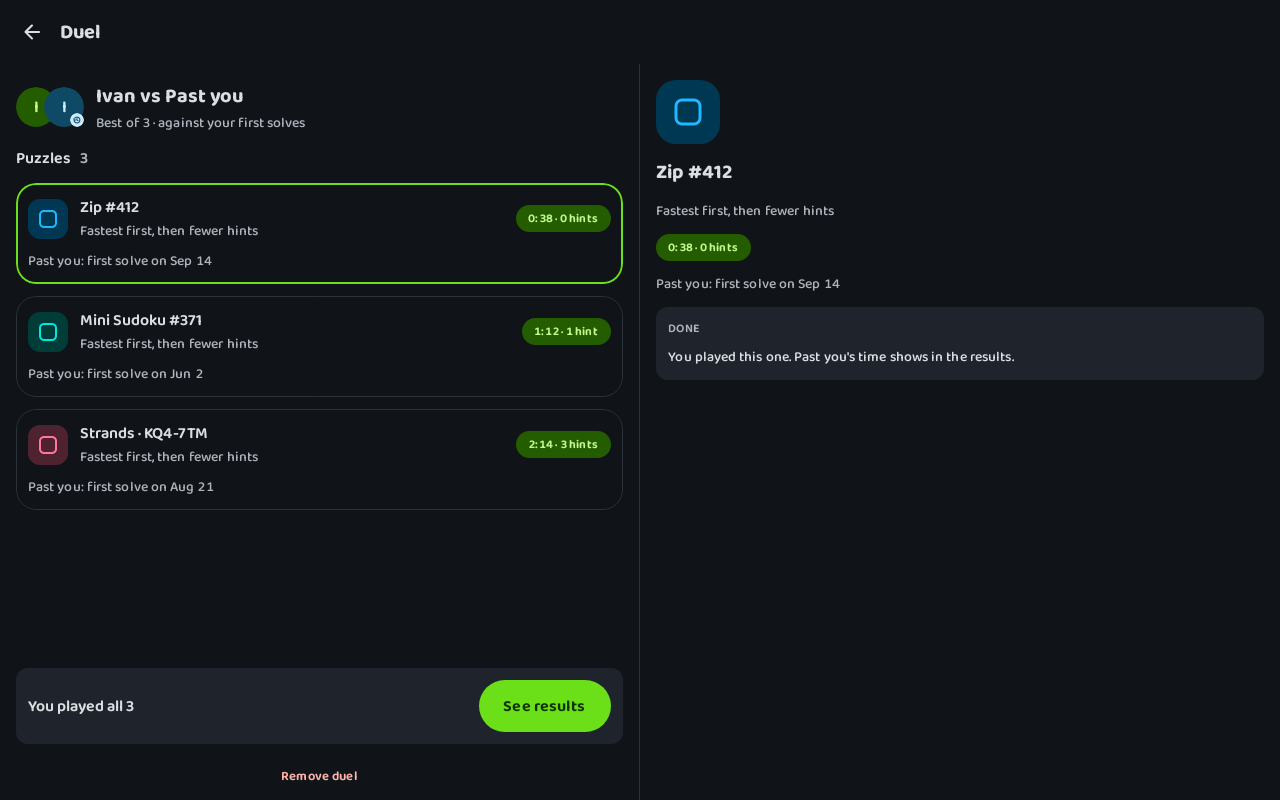 Duel
I I
Ivan vs Past you
Best of 3 · against your first solves
Puzzles 3
Zip #412
Fastest first, then fewer hints
0:38 · 0 hints
Past you: first solve on Sep 14
Mini Sudoku #371
Fastest first, then fewer hints
1:12 · 1 hint
Past you: first solve on Jun 2
Strands · KQ4-7TM
Fastest first, then fewer hints
2:14 · 3 hints
Past you: first solve on Aug 21
You played all 3
See results
Remove duel
Zip #412
Fastest first, then fewer hints
0:38 · 0 hints
Past you: first solve on Sep 14
DONE
You played this one. Past you's time shows in the results.